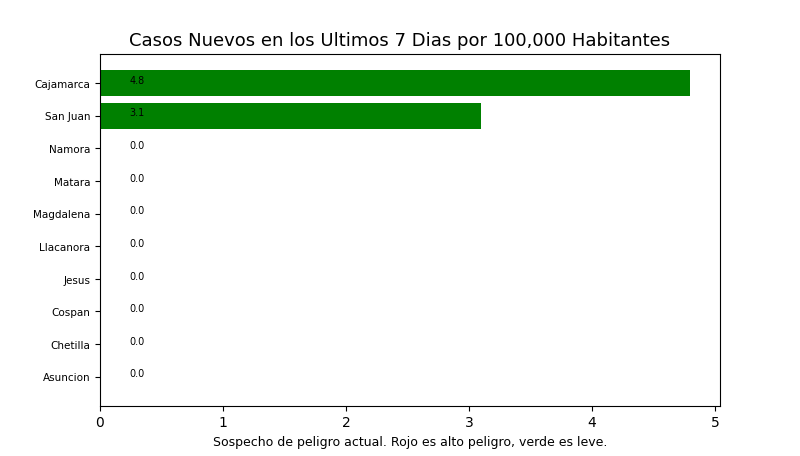 Casos Nuevos en los Ultimos 7 Dias por 100,000 Habitantes
Cajamarca 4.8
San Juan 3.1
Namora 0.0
Matara 0.0
Magdalena 0.0
Llacanora 0.0
Jesus 0.0
Cospan 0.0
Chetilla 0.0
Asuncion 0.0
0 1 2 3 4 5
Sospecho de peligro actual. Rojo es alto peligro, verde es leve.